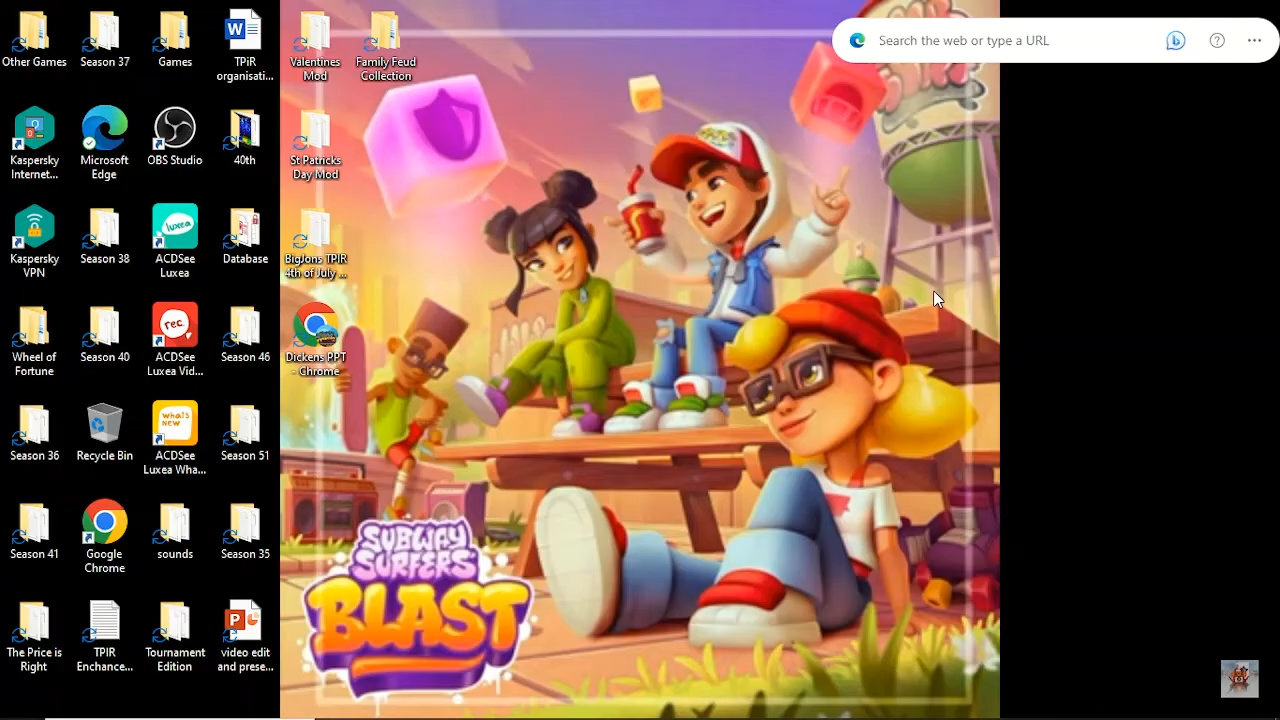 Other Games
Season 37
Games
TPiR
organisati...
Valentines
Mod
Family Feud
Collection
Search the web or type a URL
Kaspersky
Internet...
Microsoft
Edge
OBS Studio
40th
St Patricks
Day Mod
Kaspersky
VPN
Season 38
luxea
ACDSee
Luxea
Database
BigJons TPIR
4th of July ...
Wheel of
Fortune
Season 40
rec
ACDSee
Luxea Vid...
Season 46
Dickens PPT
- Chrome
Season 36
Recycle Bin
what's
new
ACDSee
Luxea Wha...
Season 51
Season 41
Google
Chrome
sounds
Season 35
The Price is
Right
TPIR
Enchance...
Tournament
Edition
video edit
and prese...
SUBWAY
SURFERS
BLAST